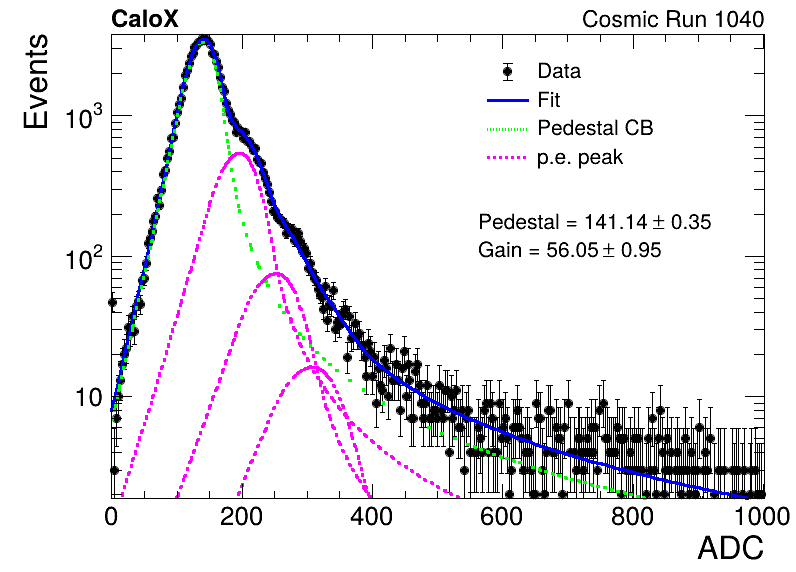 CaloX Cosmic Run 1040
Events
Data
Fit
Pedestal CB
p.e. peak
Pedestal = 141.14 ± 0.35
Gain = 56.05 ± 0.95
10³
10²
10
0 200 400 600 800 1000
ADC